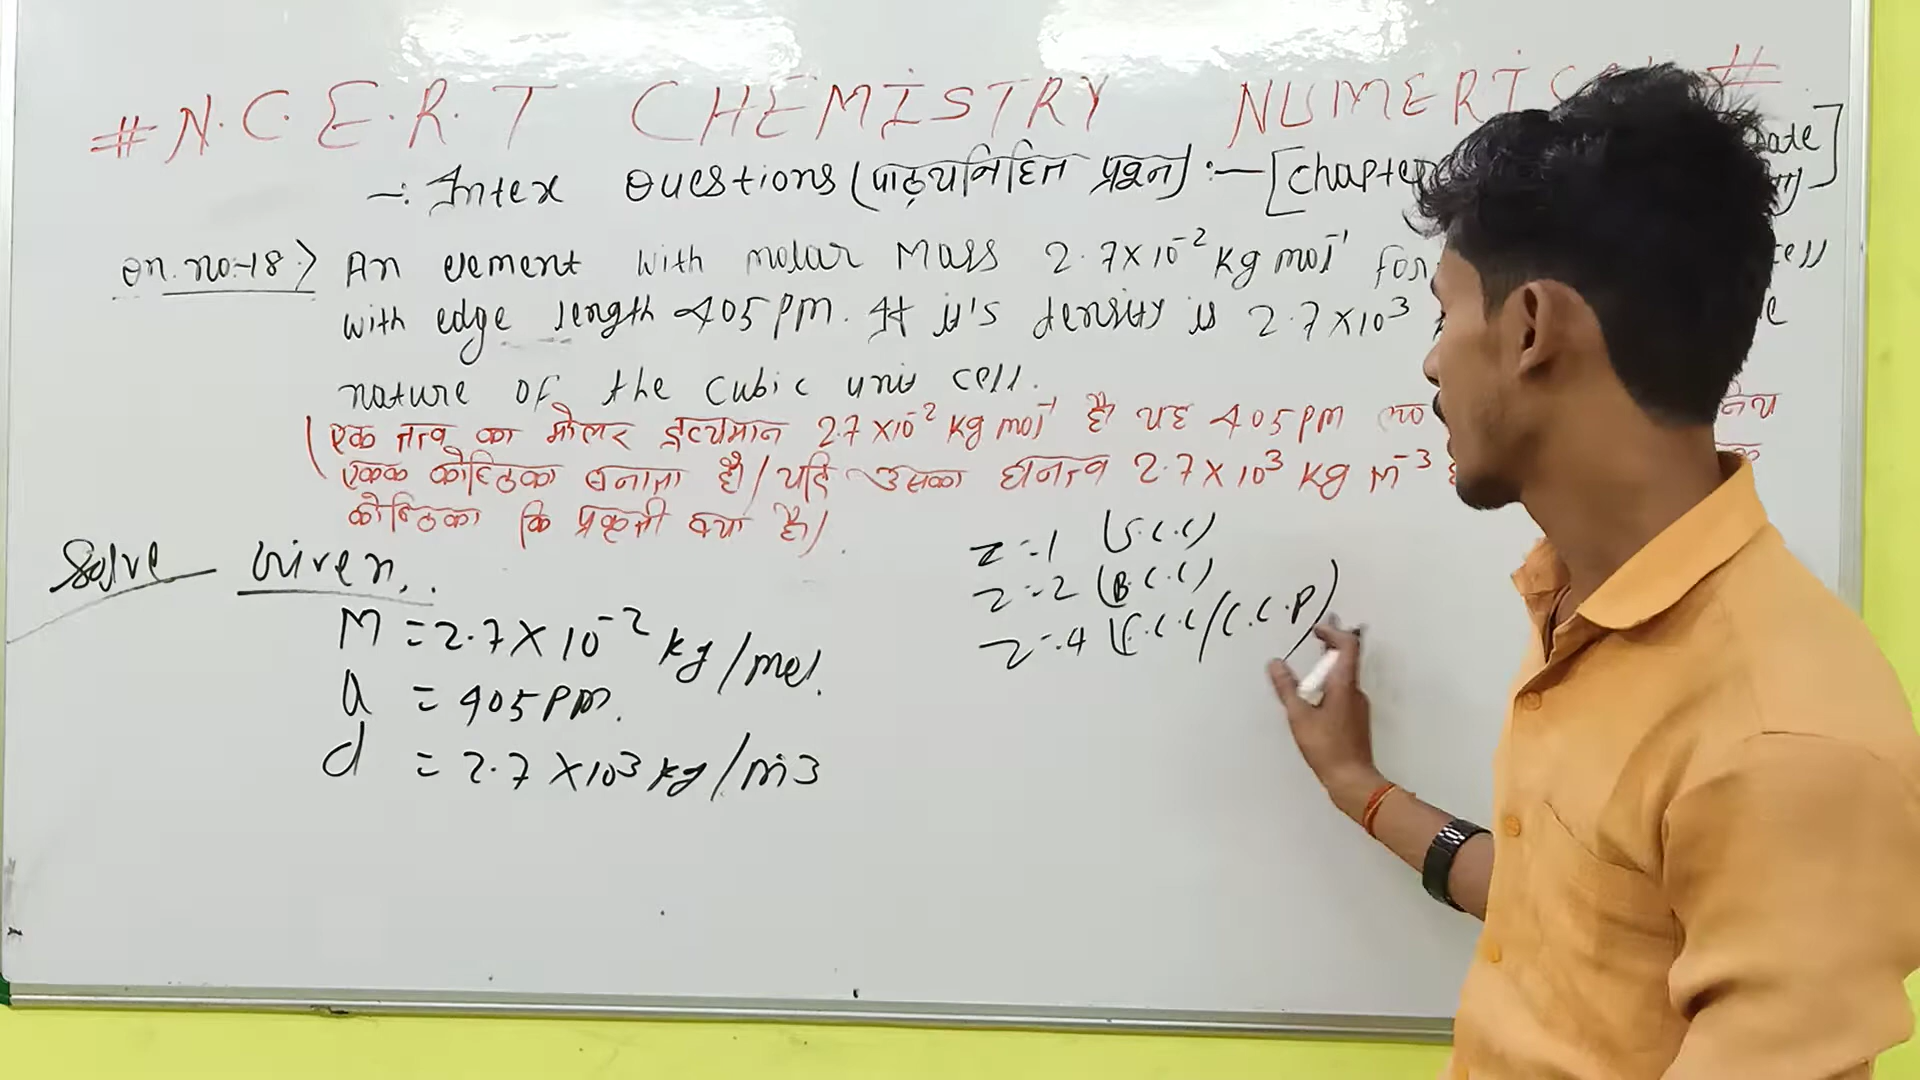 # N.C.E.R.T CHEMISTRY NUMERIC #
-: Intex Questions (पाठ्यनिहित प्रश्न) :- [Chapter ate]
Qn. no:-18 :> An element with molar Mass 2.7×10⁻² kg mol⁻¹ for cell
with edge length 405 pm. If it's density is 2.7×10³
nature of the cubic unit cell.
(एक तत्व का मोलर द्रव्यमान 2.7×10⁻² kg mol⁻¹ है यह 405 pm
एकक कोष्ठिका बनाता है / यदि उसका घनत्व 2.7×10³ kg m⁻³
कोष्ठिका कि प्रकृती क्या है /
z=1 (S.C.C)
Solve Given,.
z=2 (B.C.C)
M = 2.7×10⁻² kg/mol.
z=4 (F.C.C/C.C.P)
a = 405 pm.
d = 2.7×10³ kg/m3